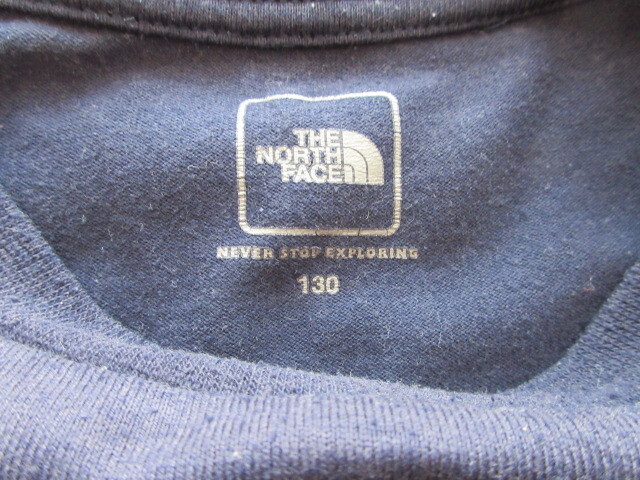 THE
NORTH
FACE
NEVER STOP EXPLORING
130